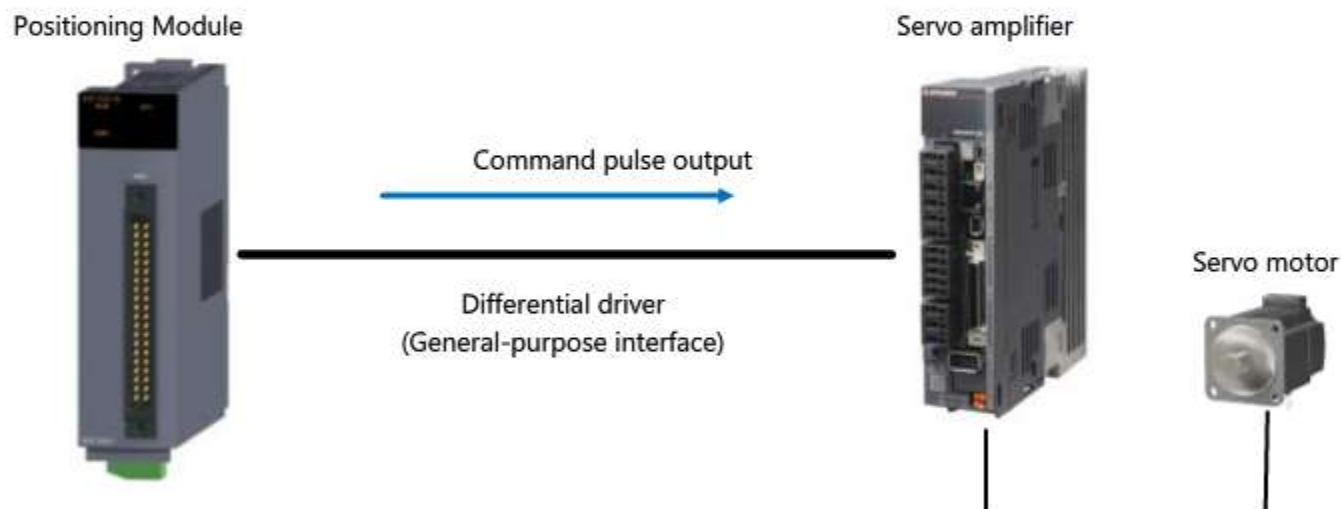 Positioning Module
Servo amplifier
Command pulse output
Servo motor
Differential driver
(General-purpose interface)